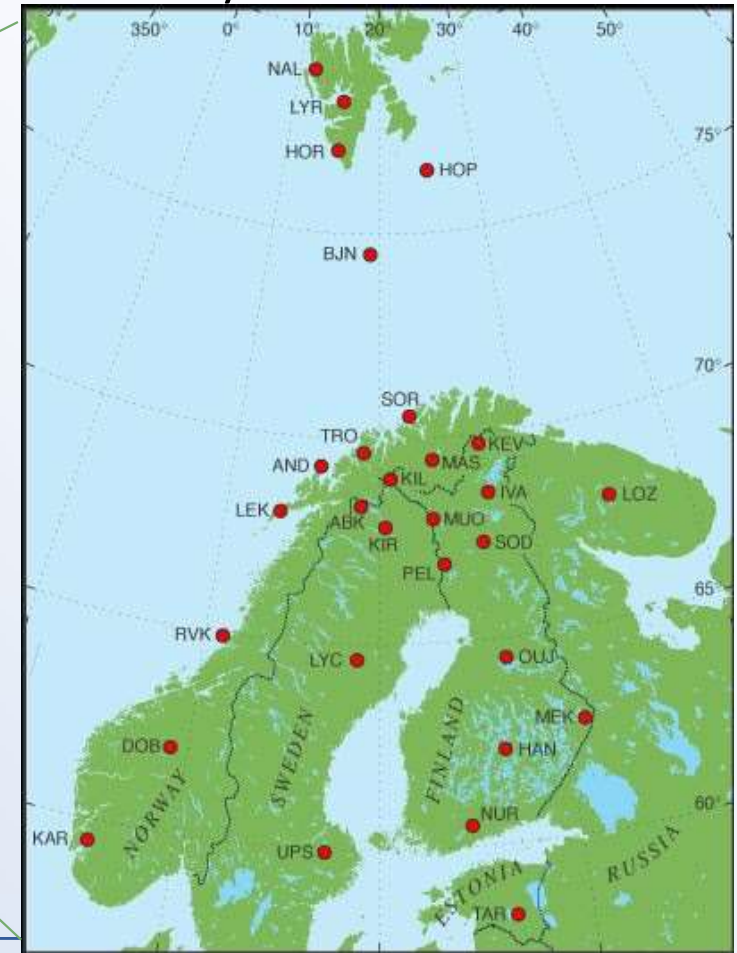 350° 0° 10° 20° 30° 40° 50°
NAL
LYR
75°
HOR
HOP
BJN
70°
SOR
TRO
KEV
AND
MAS
KIL
IVA
LOZ
LEK
ABK
MUO
KIR
SOD
PEL
65°
RVK
LYC
OUJ
MEK
DOB
HAN
SWEDEN
FINLAND
NORWAY
60°
NUR
KAR
UPS
RUSSIA
ESTONIA
TAR